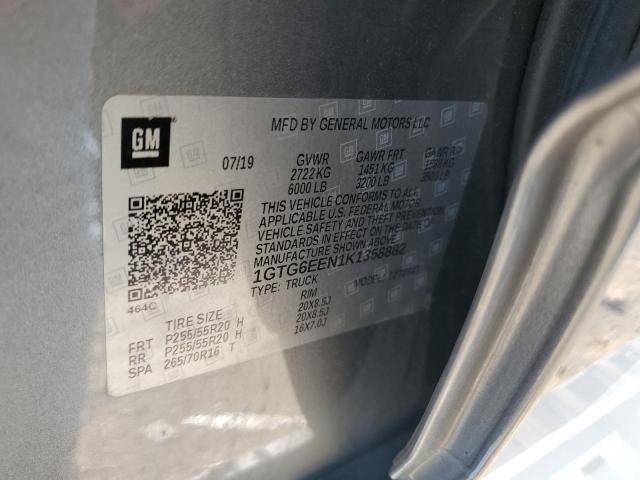 GM
MFD BY GENERAL MOTORS LLC
07/19 GVWR GAWR FRT GAWR
2722 KG 1451 KG
6000 LB 3200 LB 3500 LB
THIS VEHICLE CONFORMS TO ALL
APPLICABLE U.S. FEDERAL MOTOR
VEHICLE SAFETY
STANDARDS IN EFFECT ON THE DATE OF
MANUFACTURE SHOWN ABOVE.
1GTG6EEN1K1358882
TYPE: TRUCK
464C
TIRE SIZE RIM
FRT P255/55R20 H 20X8.5J
RR P255/55R20 H 20X8.5J
SPA 265/70R16 T 16X7.0J